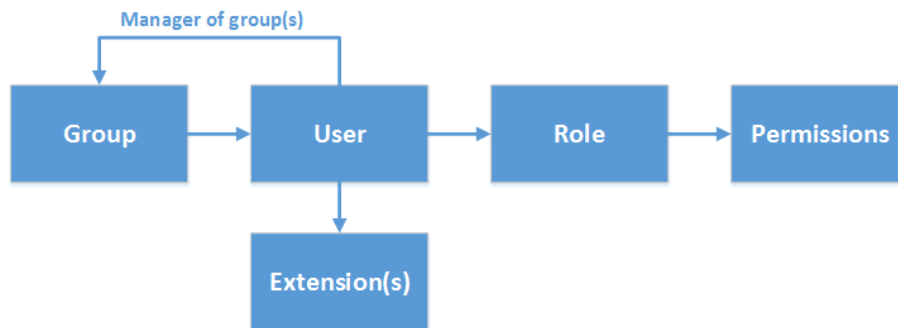 Manager of group(s)
Group
User
Role
Permissions
Extension(s)